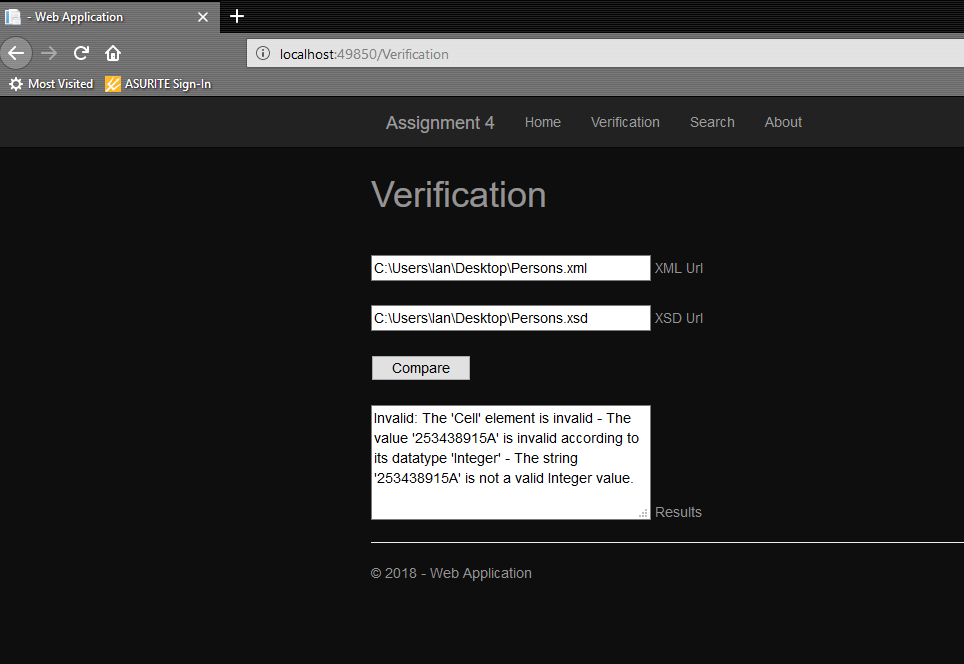 - Web Application
localhost:49850/Verification
Most Visited ASURITE Sign-In
Assignment 4 Home Verification Search About
Verification
C:\Users\Ian\Desktop\Persons.xml XML Url
C:\Users\Ian\Desktop\Persons.xsd XSD Url
Compare
Invalid: The 'Cell' element is invalid - The
value '253438915A' is invalid according to
its datatype 'Integer' - The string
'253438915A' is not a valid Integer value.
Results
© 2018 - Web Application